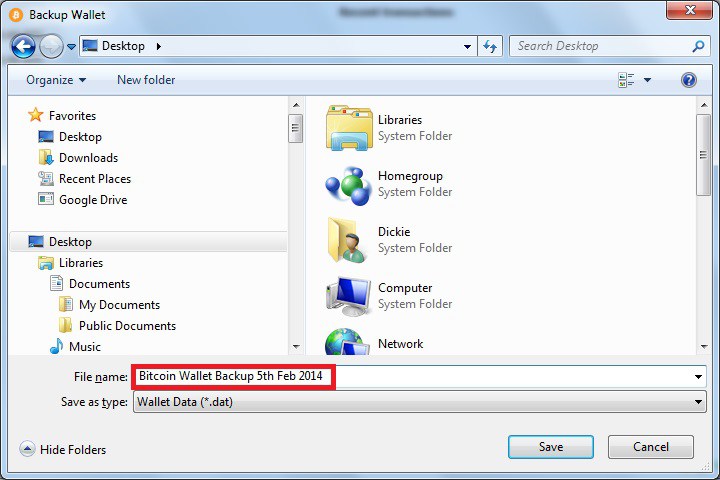 Backup Wallet
Recent transactions
Desktop
Search Desktop
Organize
New folder
Favorites
Desktop
Downloads
Recent Places
Google Drive
Desktop
Libraries
Documents
My Documents
Public Documents
Music
Libraries
System Folder
Homegroup
System Folder
Dickie
System Folder
Computer
System Folder
Network
File name:
Bitcoin Wallet Backup 5th Feb 2014
Save as type:
Wallet Data (*.dat)
Hide Folders
Save
Cancel